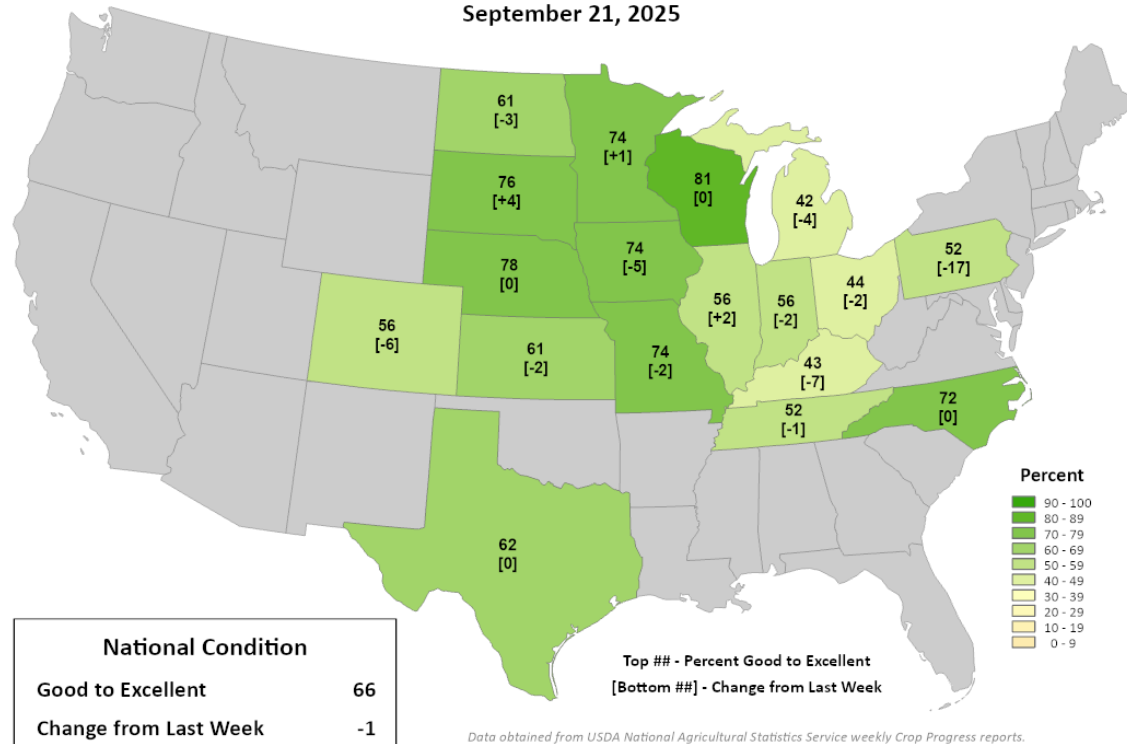 September 21, 2025
61
[-3]
74
[+1]
81
[0]
76
[+4]
42
[-4]
78
[0]
74
[-5]
52
[-17]
56
[+2]
56
[-2]
44
[-2]
56
[-6]
61
[-2]
74
[-2]
43
[-7]
52
[-1]
72
[0]
62
[0]
Percent
90 - 100
80 - 89
70 - 79
60 - 69
50 - 59
40 - 49
30 - 39
20 - 29
10 - 19
0 - 9
National Condition
Good to Excellent 66
Change from Last Week -1
Top ## - Percent Good to Excellent
[Bottom ##] - Change from Last Week
Data obtained from USDA National Agricultural Statistics Service weekly Crop Progress reports.